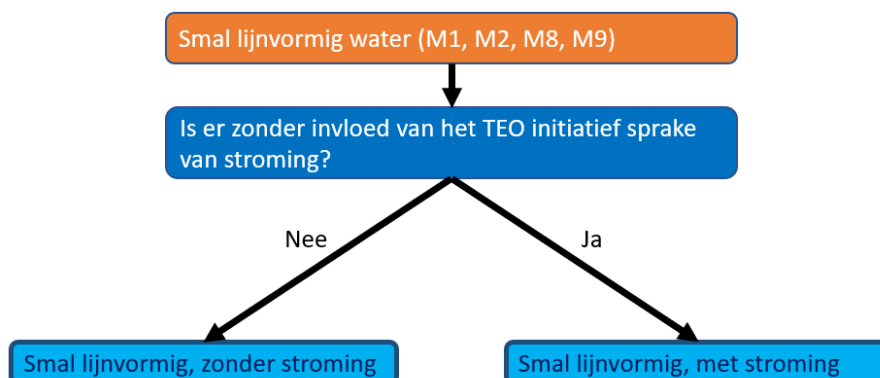 Smal lijnvormig water (M1, M2, M8, M9)
Is er zonder invloed van het TEO initiatief sprake
van stroming?
Nee
Ja
Smal lijnvormig, zonder stroming
Smal lijnvormig, met stroming